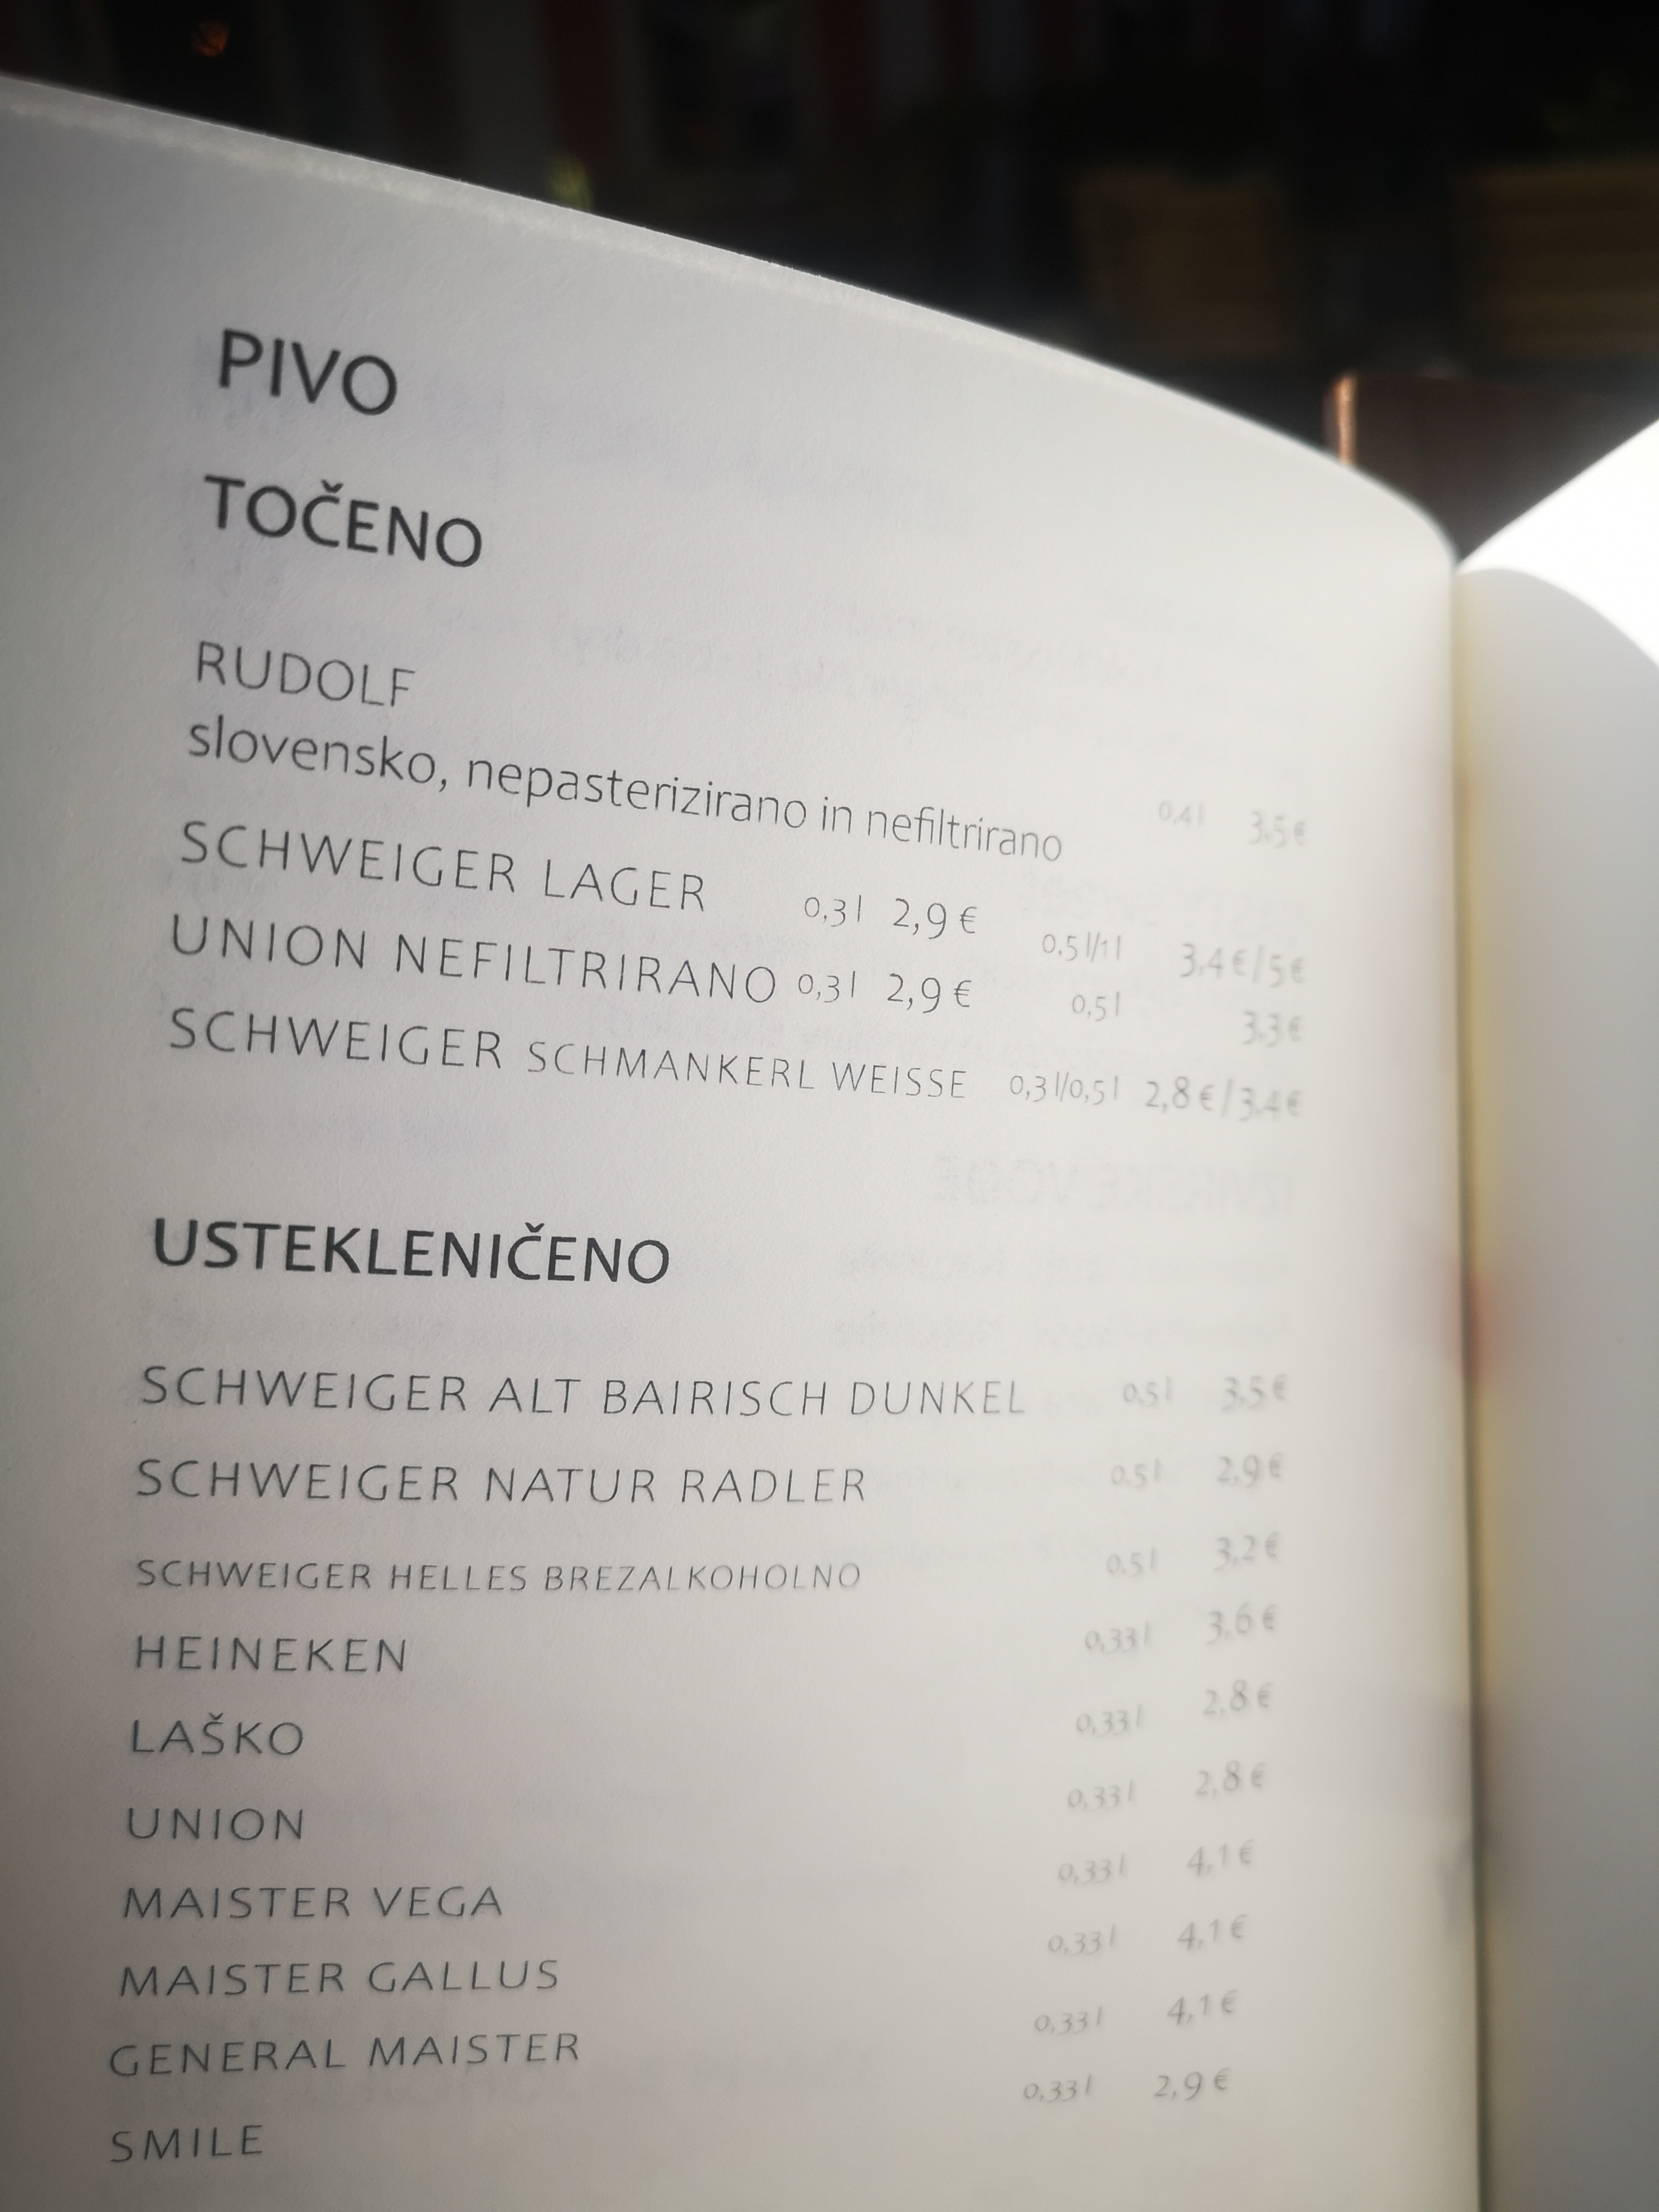 PIVO
TOČENO
RUDOLF
slovensko, nepasterizirano in nefiltrirano 0,4 l 3,5 €
SCHWEIGER LAGER 0,3 l 2,9 € 0,5 l/1 l 3,4 €/5 €
UNION NEFILTRIRANO 0,3 l 2,9 € 0,5 l 3,3 €
SCHWEIGER SCHMANKERL WEISSE 0,3 l/0,5 l 2,8 €/3,4 €
USTEKLENIČENO
SCHWEIGER ALT BAIRISCH DUNKEL 0,5 l 3,5 €
SCHWEIGER NATUR RADLER 0,5 l 2,9 €
SCHWEIGER HELLES BREZALKOHOLNO 0,5 l 3,2 €
HEINEKEN 0,33 l 3,6 €
LAŠKO 0,33 l 2,8 €
UNION 0,33 l 2,8 €
MAISTER VEGA 0,33 l 4,1 €
MAISTER GALLUS 0,33 l 4,1 €
GENERAL MAISTER 0,33 l 4,1 €
SMILE 0,33 l 2,9 €